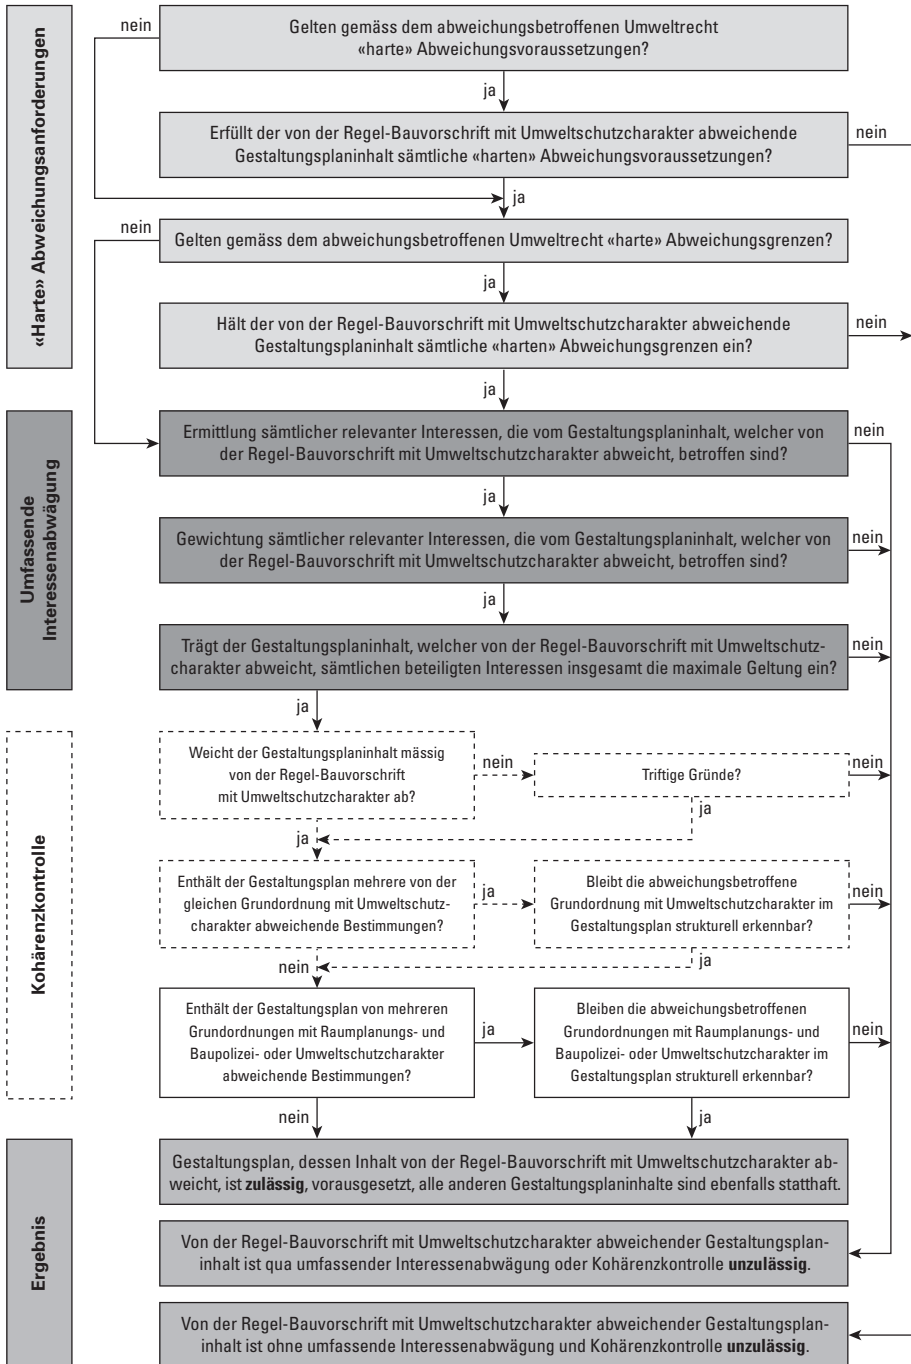 «Harte» Abweichungsanforderungen
nein
Gelten gemäss dem abweichungsbetroffenen Umweltrecht
«harte» Abweichungsvoraussetzungen?
ja
Erfüllt der von der Regel-Bauvorschrift mit Umweltschutzcharakter abweichende
Gestaltungsplaninhalt sämtliche «harten» Abweichungsvoraussetzungen?
nein
ja
nein
Gelten gemäss dem abweichungsbetroffenen Umweltrecht «harte» Abweichungsgrenzen?
ja
Hält der von der Regel-Bauvorschrift mit Umweltschutzcharakter abweichende
Gestaltungsplaninhalt sämtliche «harten» Abweichungsgrenzen ein?
nein
ja
Umfassende
Interessenabwägung
Ermittlung sämtlicher relevanter Interessen, die vom Gestaltungsplaninhalt, welcher von
der Regel-Bauvorschrift mit Umweltschutzcharakter abweicht, betroffen sind?
nein
ja
Gewichtung sämtlicher relevanter Interessen, die vom Gestaltungsplaninhalt, welcher von
der Regel-Bauvorschrift mit Umweltschutzcharakter abweicht, betroffen sind?
nein
ja
Trägt der Gestaltungsplaninhalt, welcher von der Regel-Bauvorschrift mit Umweltschutz-
charakter abweicht, sämtlichen beteiligten Interessen insgesamt die maximale Geltung ein?
nein
ja
Kohärenzkontrolle
Weicht der Gestaltungsplaninhalt mässig
von der Regel-Bauvorschrift
mit Umweltschutzcharakter ab?
nein
Triftige Gründe?
nein
ja
ja
Enthält der Gestaltungsplan mehrere von der
gleichen Grundordnung mit Umweltschutz-
charakter abweichende Bestimmungen?
ja
Bleibt die abweichungsbetroffene
Grundordnung mit Umweltschutzcharakter im
Gestaltungsplan strukturell erkennbar?
nein
ja
nein
Enthält der Gestaltungsplan von mehreren
Grundordnungen mit Raumplanungs- und
Baupolizei- oder Umweltschutzcharakter
abweichende Bestimmungen?
ja
Bleiben die abweichungsbetroffenen
Grundordnungen mit Raumplanungs- und
Baupolizei- oder Umweltschutzcharakter im
Gestaltungsplan strukturell erkennbar?
nein
nein
ja
Ergebnis
Gestaltungsplan, dessen Inhalt von der Regel-Bauvorschrift mit Umweltschutzcharakter ab-
weicht, ist zulässig, vorausgesetzt, alle anderen Gestaltungsplaninhalte sind ebenfalls statthaft.
Von der Regel-Bauvorschrift mit Umweltschutzcharakter abweichender Gestaltungsplan-
inhalt ist qua umfassender Interessenabwägung oder Kohärenzkontrolle unzulässig.
Von der Regel-Bauvorschrift mit Umweltschutzcharakter abweichender Gestaltungsplan-
inhalt ist ohne umfassende Interessenabwägung und Kohärenzkontrolle unzulässig.